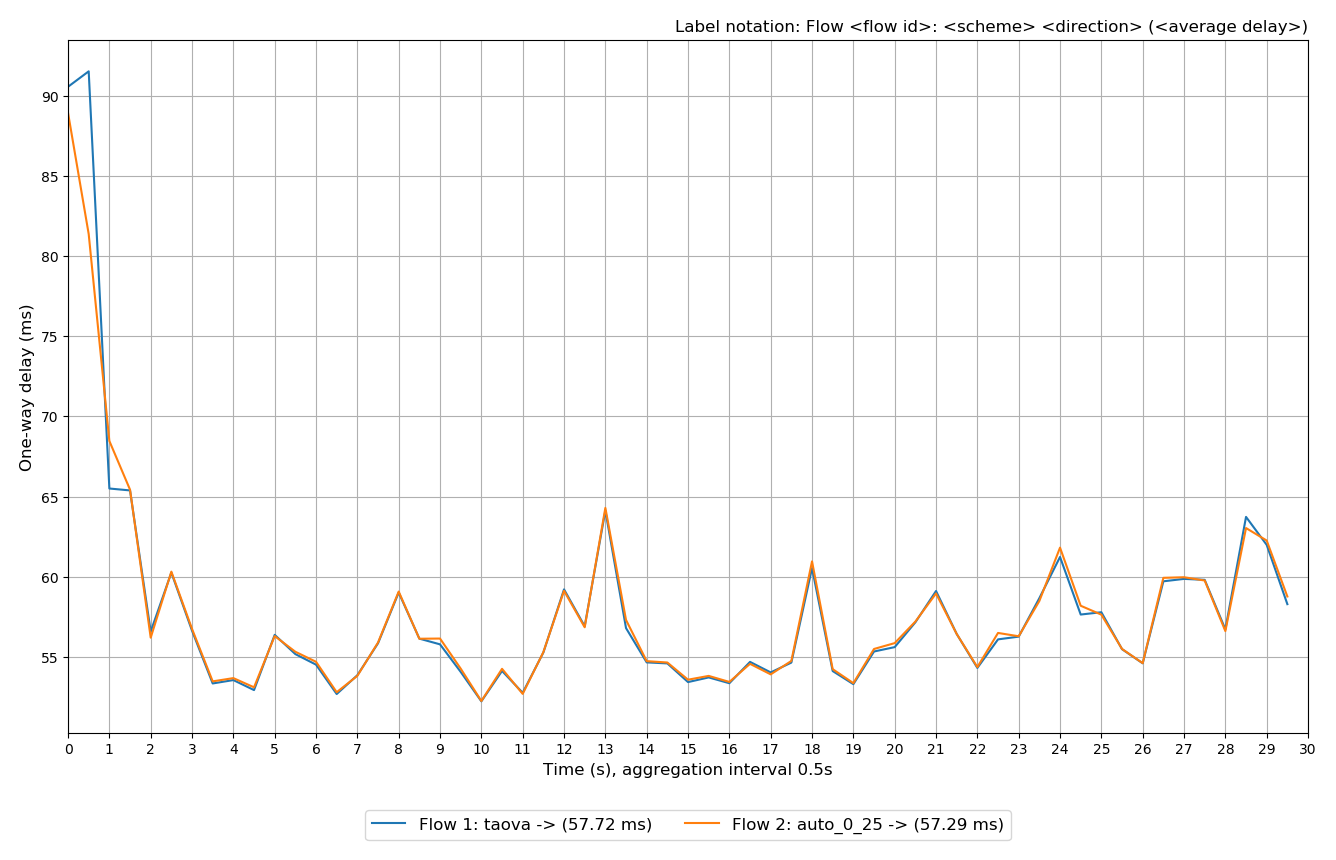 Label notation: Flow <flow id>: <scheme> <direction> (<average delay>)
90
85
80
75
70
65
60
55
One-way delay (ms)
0 1 2 3 4 5 6 7 8 9 10 11 12 13 14 15 16 17 18 19 20 21 22 23 24 25 26 27 28 29 30
Time (s), aggregation interval 0.5s
Flow 1: taova -> (57.72 ms) Flow 2: auto_0_25 -> (57.29 ms)